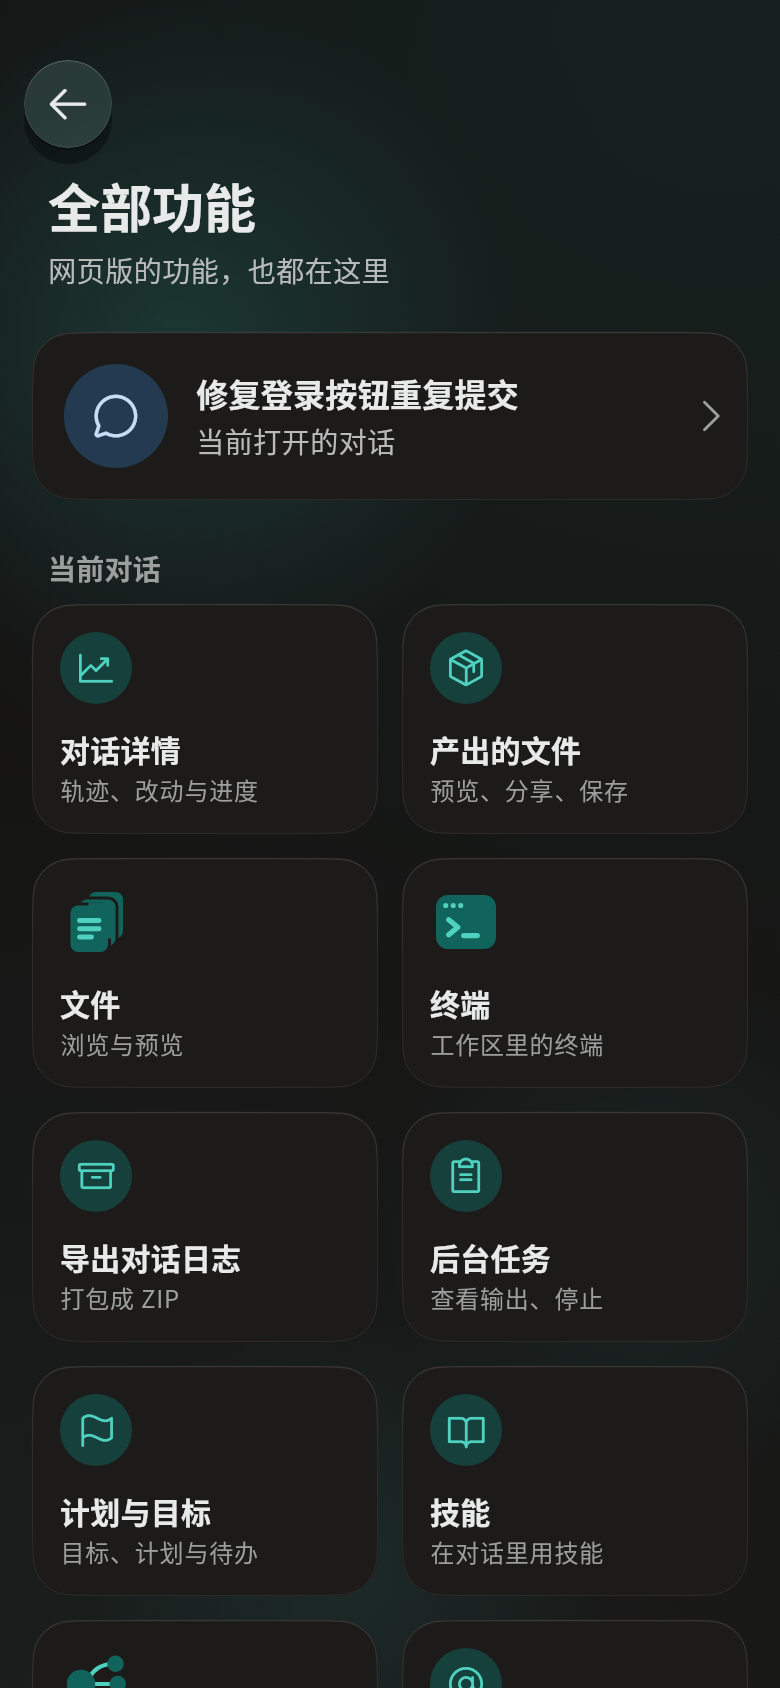 全部功能
网页版的功能，也都在这里
修复登录按钮重复提交
当前打开的对话
当前对话
对话详情
轨迹、改动与进度
产出的文件
预览、分享、保存
文件
浏览与预览
终端
工作区里的终端
导出对话日志
打包成 ZIP
后台任务
查看输出、停止
计划与目标
目标、计划与待办
技能
在对话里用技能